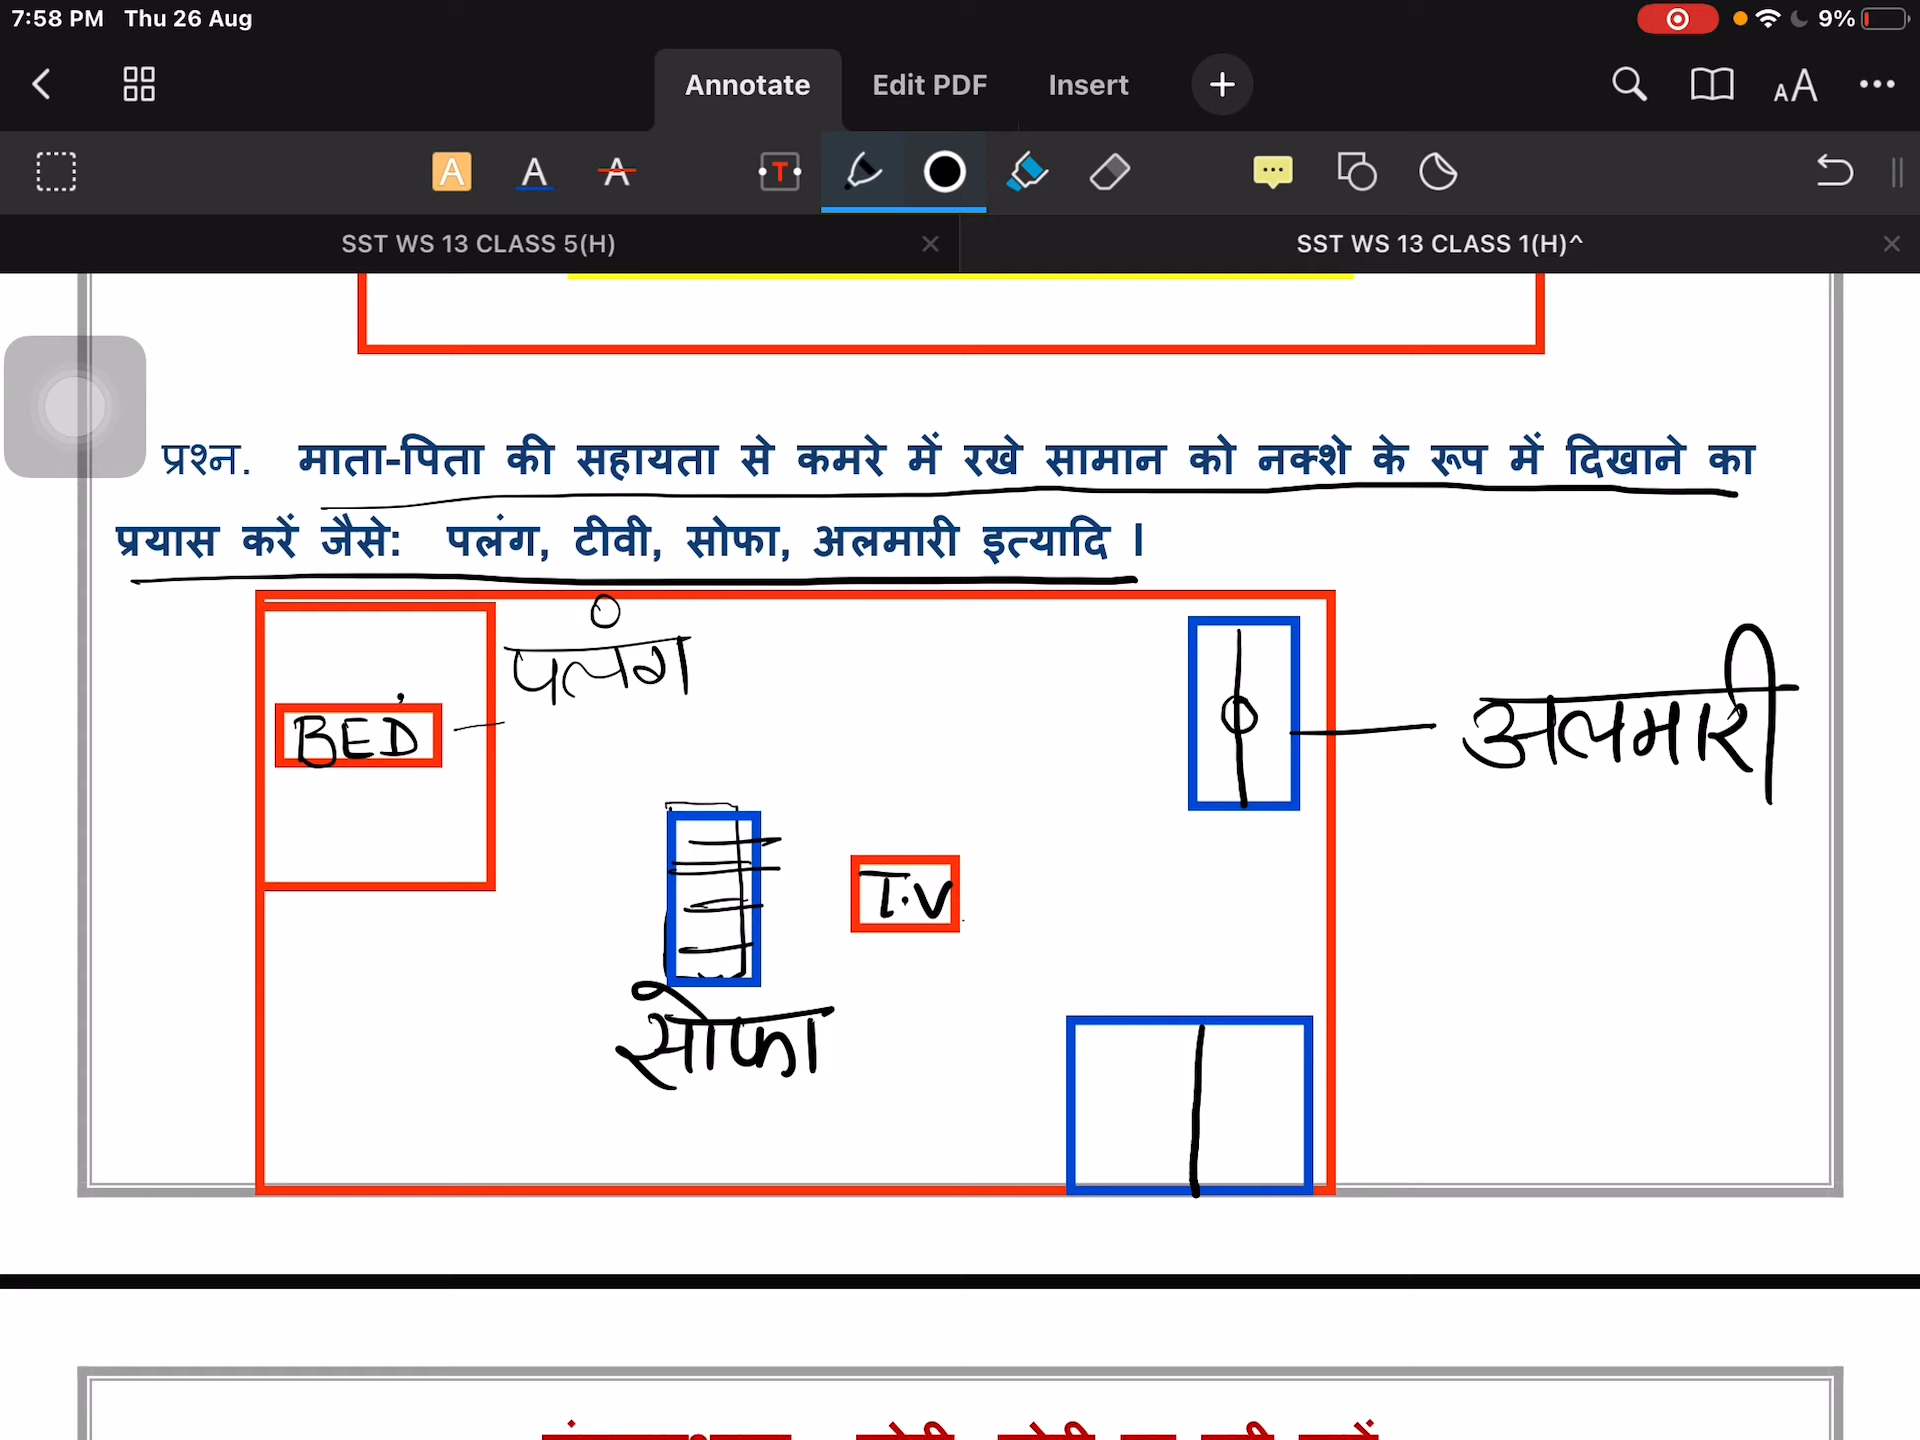 7:58 PM Thu 26 Aug 9%
Annotate Edit PDF Insert
SST WS 13 CLASS 5(H) SST WS 13 CLASS 1(H)^
प्रश्न. माता-पिता की सहायता से कमरे में रखे सामान को नक्शे के रूप में दिखाने का
प्रयास करें जैसे: पलंग, टीवी, सोफा, अलमारी इत्यादि ।
पलंग
BED
अलमारी
T.V
सोफा